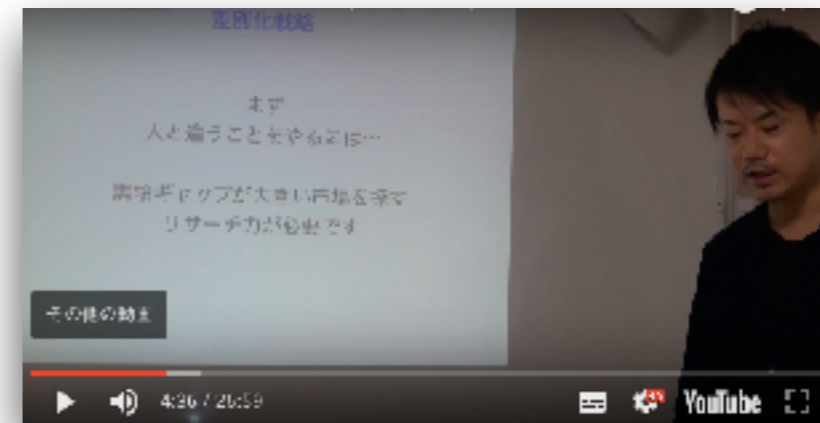 差別化戦略
まず
人と違うことをやるには…
需給ギャップが大きい市場を探す
リサーチ力が必要です
その他の動画
4:36 / 26:59
YouTube